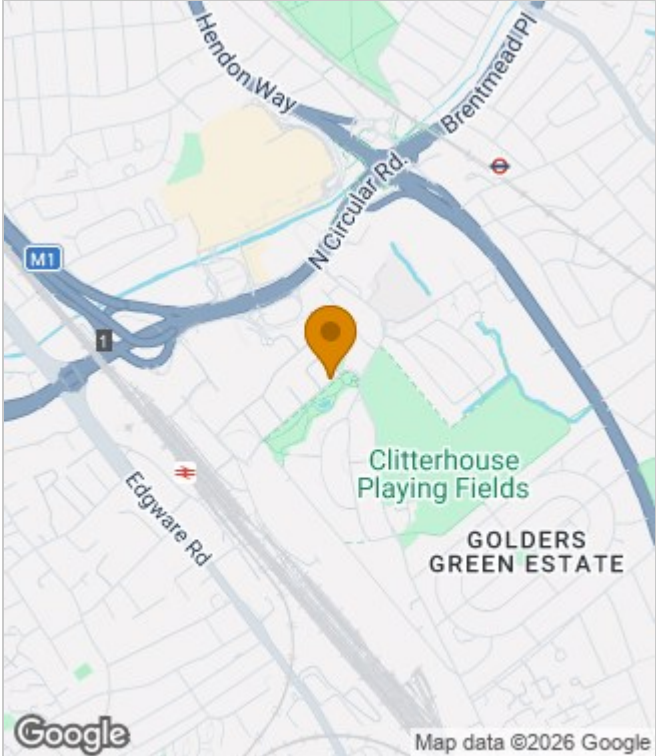 Hendon Way
Brentmead Pl
N Circular Rd.
M1
1
Clitterhouse
Playing Fields
GOLDERS
GREEN ESTATE
Edgware Rd
Google
Map data ©2026 Google